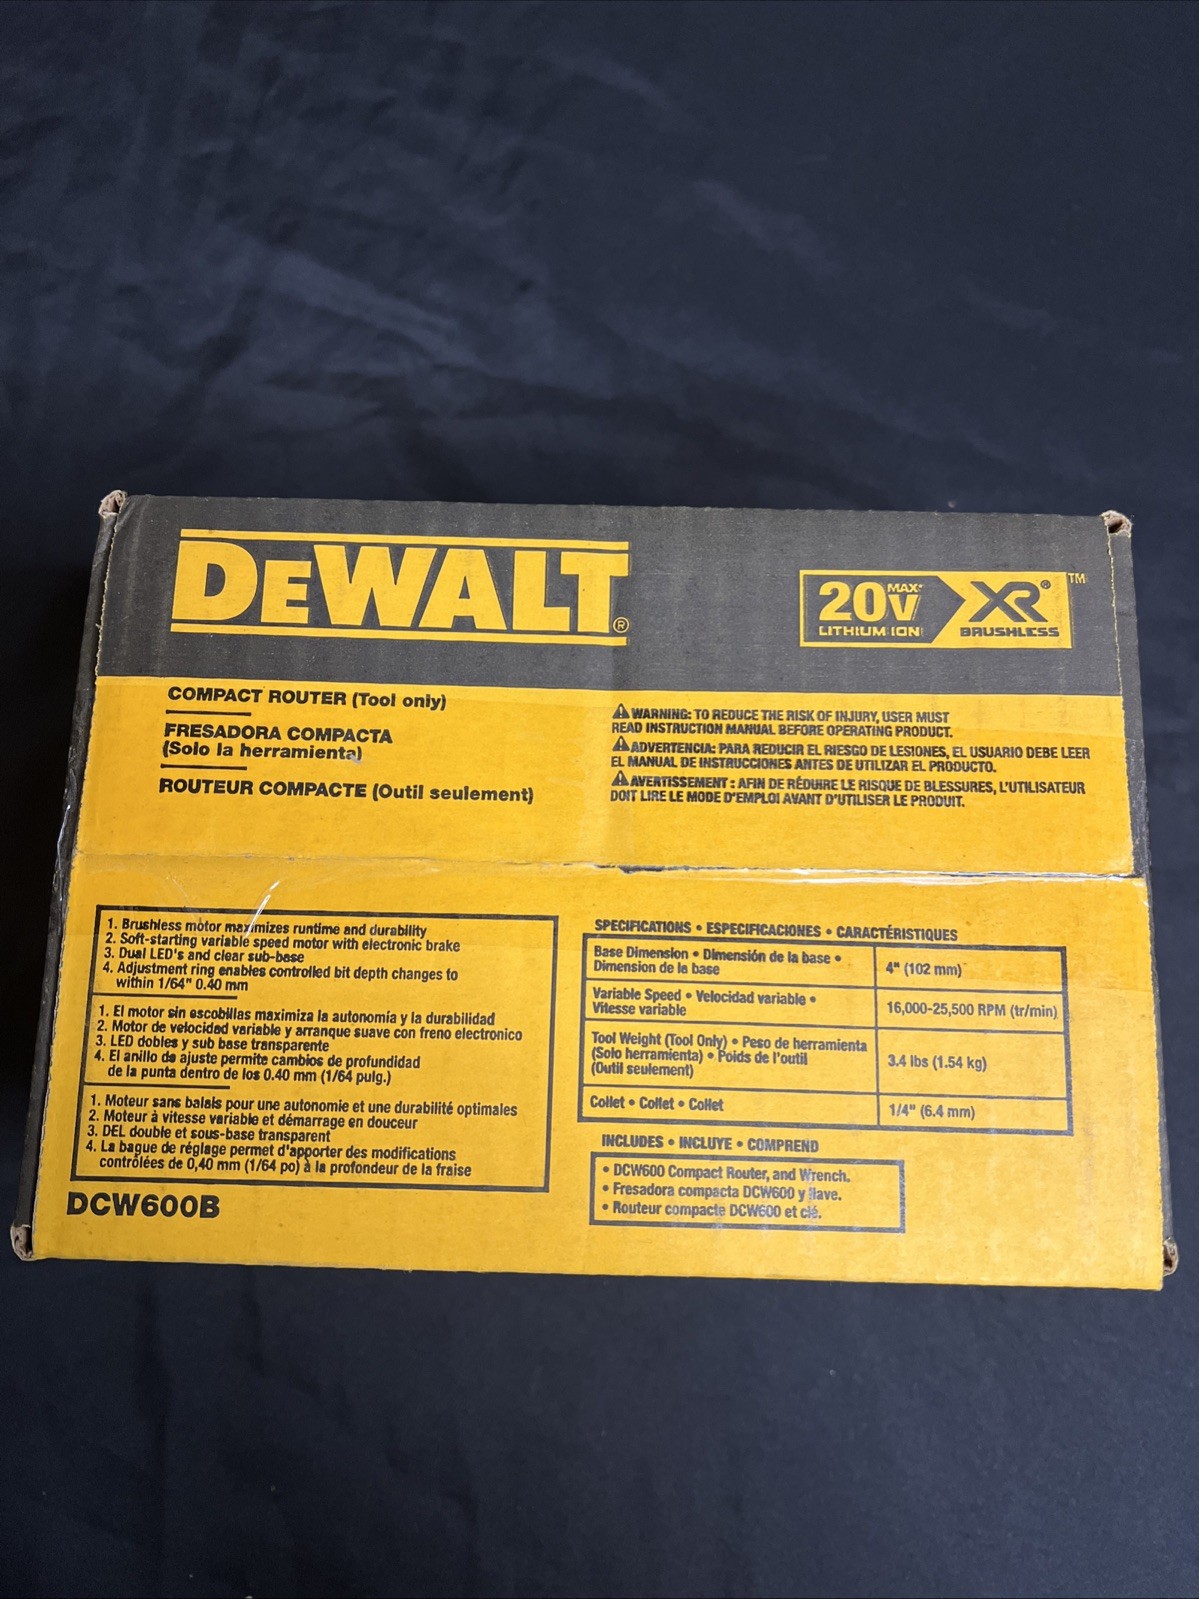 DEWALT®
20V MAX* XR® ™
LITHIUM ION BRUSHLESS
COMPACT ROUTER (Tool only)
FRESADORA COMPACTA
(Solo la herramienta)
ROUTEUR COMPACTE (Outil seulement)
⚠ WARNING: TO REDUCE THE RISK OF INJURY, USER MUST
READ INSTRUCTION MANUAL BEFORE OPERATING PRODUCT.
⚠ ADVERTENCIA: PARA REDUCIR EL RIESGO DE LESIONES, EL USUARIO DEBE LEER
EL MANUAL DE INSTRUCCIONES ANTES DE UTILIZAR EL PRODUCTO.
⚠ AVERTISSEMENT : AFIN DE RÉDUIRE LE RISQUE DE BLESSURES, L'UTILISATEUR
DOIT LIRE LE MODE D'EMPLOI AVANT D'UTILISER LE PRODUIT.
1. Brushless motor maximizes runtime and durability
2. Soft-starting variable speed motor with electronic brake
3. Dual LED's and clear sub-base
4. Adjustment ring enables controlled bit depth changes to
within 1/64" 0.40 mm
1. El motor sin escobillas maximiza la autonomía y la durabilidad
2. Motor de velocidad variable y arranque suave con freno electronico
3. LED dobles y sub base transparente
4. El anillo de ajuste permite cambios de profundidad
de la punta dentro de los 0.40 mm (1/64 pulg.)
1. Moteur sans balais pour une autonomie et une durabilité optimales
2. Moteur à vitesse variable et démarrage en douceur
3. DEL double et sous-base transparent
4. La bague de réglage permet d'apporter des modifications
contrôlées de 0,40 mm (1/64 po) à la profondeur de la fraise
DCW600B
SPECIFICATIONS • ESPECIFICACIONES • CARACTÉRISTIQUES
Base Dimension • Dimensión de la base •
Dimension de la base
4" (102 mm)
Variable Speed • Velocidad variable •
Vitesse variable
16,000-25,500 RPM (tr/min)
Tool Weight (Tool Only) • Peso de herramienta
(Solo herramienta) • Poids de l'outil
(Outil seulement)
3.4 lbs (1.54 kg)
Collet • Collet • Collet
1/4" (6.4 mm)
INCLUDES • INCLUYE • COMPREND
• DCW600 Compact Router, and Wrench.
• Fresadora compacta DCW600 y llave.
• Routeur compacte DCW600 et clé.